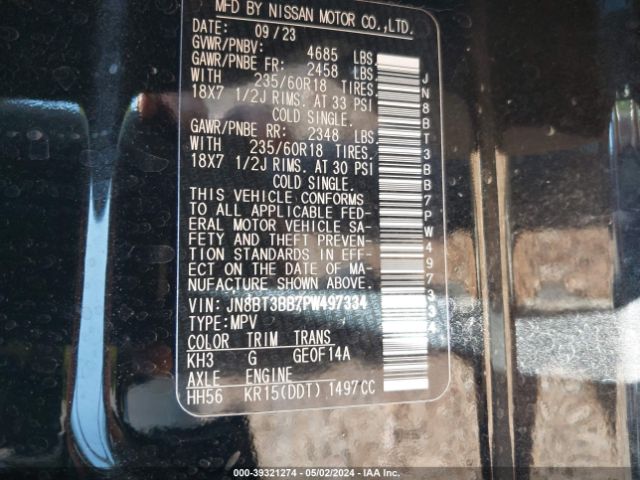 MFD BY NISSAN MOTOR CO.,LTD.
DATE: 09/23
GVWR/PNBV: 4685 LBS
GAWR/PNBE FR: 2458 LBS
WITH 235/60R18 TIRES.
18X7 1/2J RIMS. AT 33 PSI
COLD SINGLE.
GAWR/PNBE RR: 2348 LBS
WITH 235/60R18 TIRES.
18X7 1/2J RIMS. AT 30 PSI
COLD SINGLE.
THIS VEHICLE CONFORMS
TO ALL APPLICABLE FED-
ERAL MOTOR VEHICLE SA-
FETY AND THEFT PREVEN-
TION STANDARDS IN EFF-
ECT ON THE DATE OF MA-
NUFACTURE SHOWN ABOVE.
VIN: JN8BT3BB7PW497334
TYPE:MPV
COLOR TRIM TRANS
KH3 G GE0F14A
AXLE ENGINE
HH56 KR15(DDT) 1497CC
JN8BT3BB7PW497334
000-39321274 - 05/02/2024 - IAA Inc.